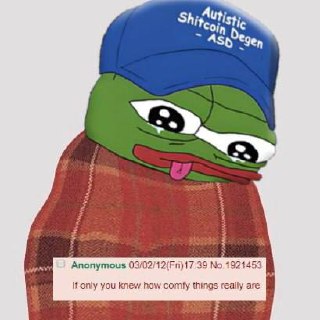 Autistic
Shitcoin Degen
- ASD -
Anonymous 03/02/12(Fri)17:39 No.1921453
If only you knew how comfy things really are